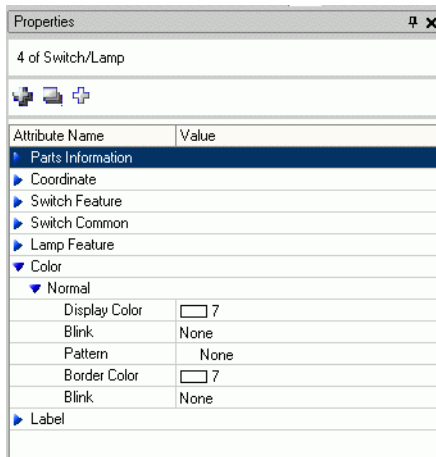 Properties
4 of Switch/Lamp
Attribute Name Value
Parts Information
Coordinate
Switch Feature
Switch Common
Lamp Feature
Color
Normal
Display Color 7
Blink None
Pattern None
Border Color 7
Blink None
Label